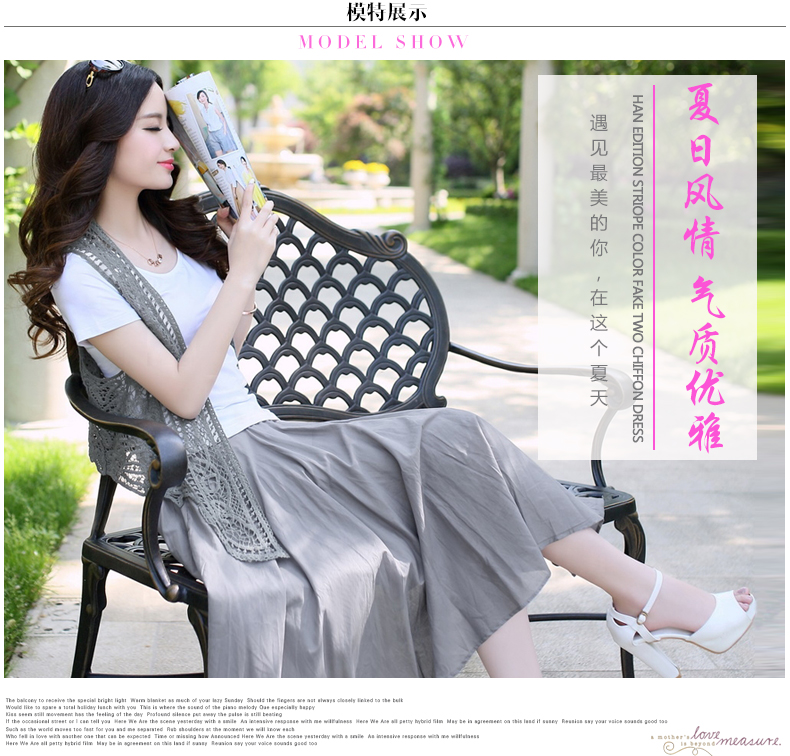 模特展示
MODEL SHOW
夏日风情 气质优雅
HAN EDITION STRIOPE COLOR FAKE TWO CHIFFON DRESS
遇见最美的你，在这个夏天
The balcony to receive the special bright light Warm blanket as much of your lazy Sunday Should the fingers are not always closely linked to the bulk
Would like to spare a total holiday lunch with you This is where the sound of the piano melody Que especially happy
Kiss seem still movement has the feeling of the day Profound silence put away the pulse is still beating
If the occasional street or I can tell you Here We Are the scene yesterday with a smile An intensive response with me willfulness Here We Are all petty hybrid film May be in agreement on this land if sunny Reunion say your voice sounds good too
Such as the world moves too fast for you and me separated Rub shoulders at the moment we will know each
Who fell in love with another one that can be expected Time or missing how Announced Here We Are the scene yesterday with a smile An intensive response with me willfulness
Here We Are all petty hybrid film May be in agreement on this land if sunny Reunion say your voice sounds good too
a mother's love
is beyond measure.